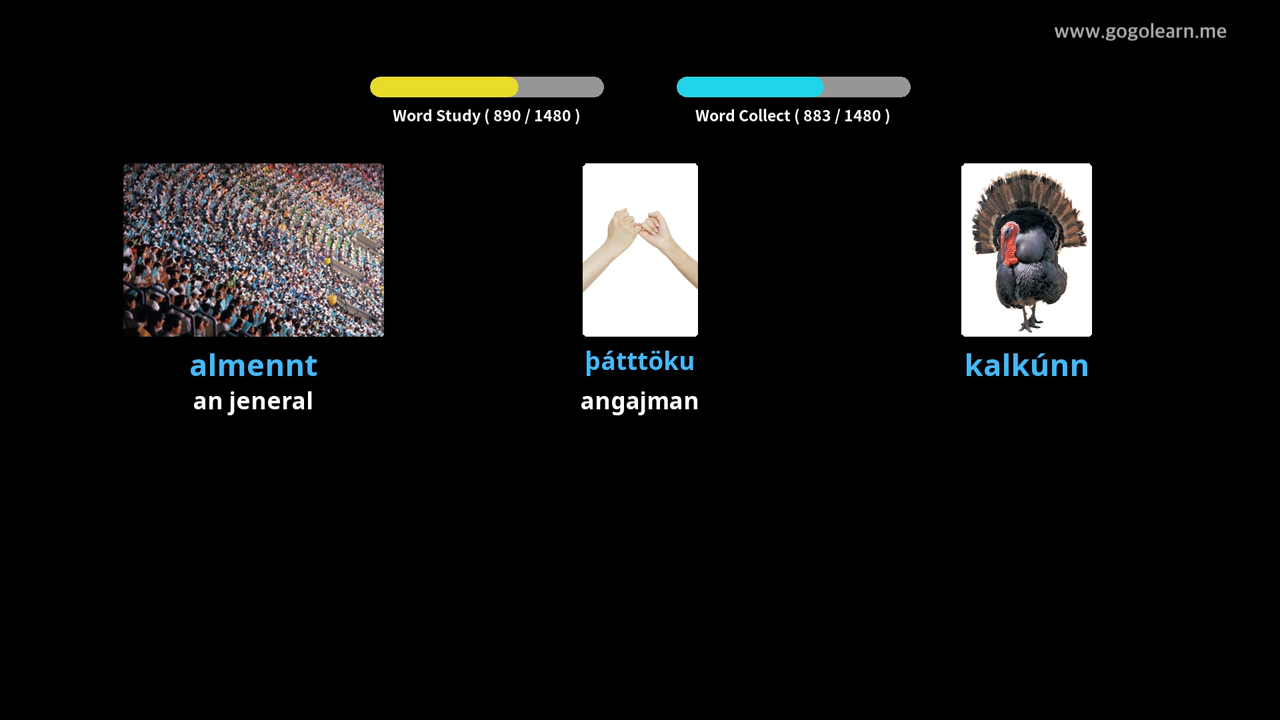 www.gogolearn.me
Word Study ( 890 / 1480 )
Word Collect ( 883 / 1480 )
almennt
an jeneral
þátttöku
angajman
kalkúnn